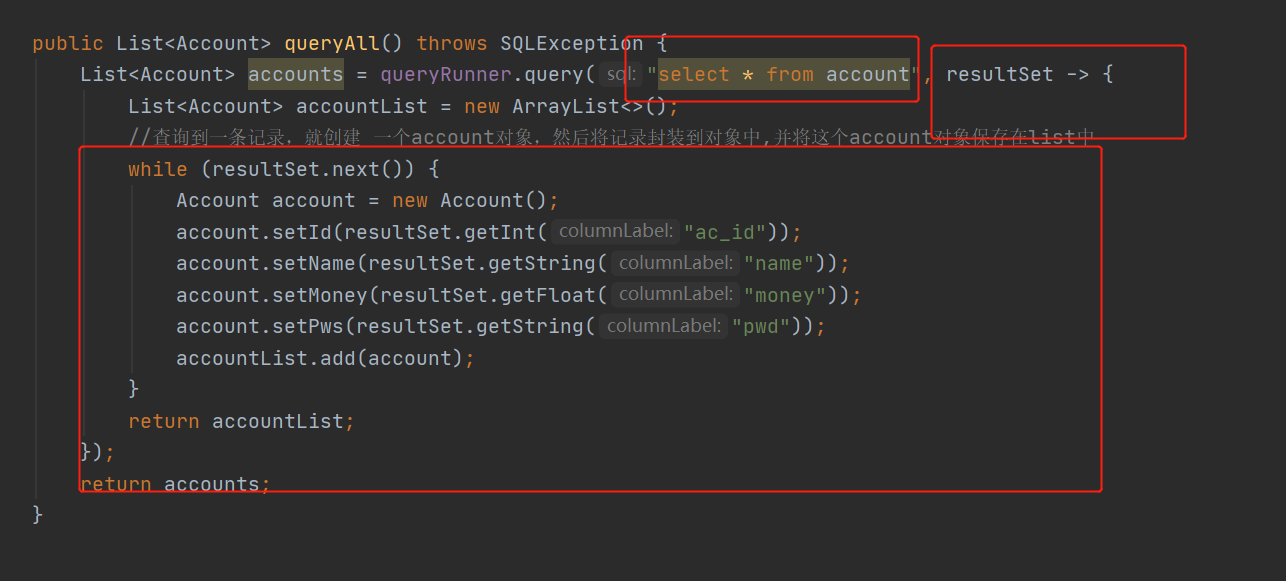 public List<Account> queryAll() throws SQLException {
List<Account> accounts = queryRunner.query( sql: "select * from account", resultSet -> {
List<Account> accountList = new ArrayList<>();
//查询到一条记录，就创建 一个account对象，然后将记录封装到对象中,并将这个account对象保存在list中
while (resultSet.next()) {
Account account = new Account();
account.setId(resultSet.getInt( columnLabel: "ac_id"));
account.setName(resultSet.getString( columnLabel: "name"));
account.setMoney(resultSet.getFloat( columnLabel: "money"));
account.setPws(resultSet.getString( columnLabel: "pwd"));
accountList.add(account);
}
return accountList;
});
return accounts;
}